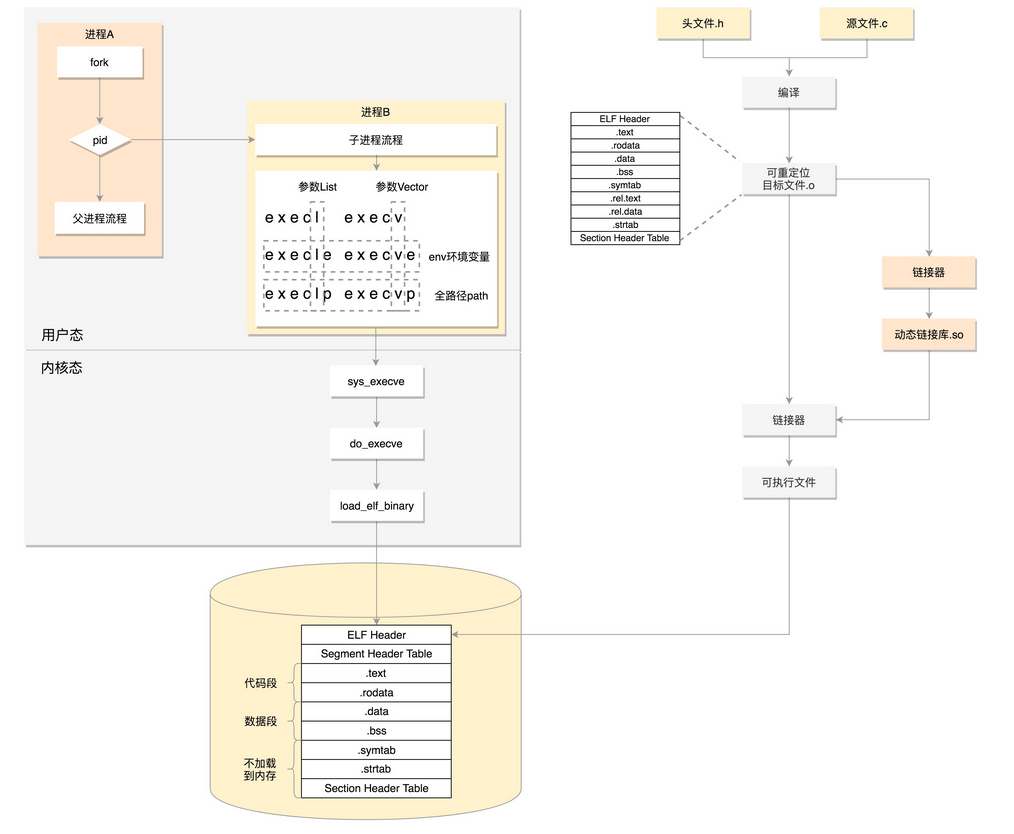 进程A
fork
pid
父进程流程
进程B
子进程流程
参数List 参数Vector
execl execv
execle execve env环境变量
execlp execvp 全路径path
用户态
内核态
sys_execve
do_execve
load_elf_binary
ELF Header
Segment Header Table
.text
.rodata
.data
.bss
.symtab
.strtab
Section Header Table
代码段
数据段
不加载
到内存
头文件.h
源文件.c
编译
ELF Header
.text
.rodata
.data
.bss
.symtab
.rel.text
.rel.data
.strtab
Section Header Table
可重定位
目标文件.o
链接器
动态链接库.so
链接器
可执行文件